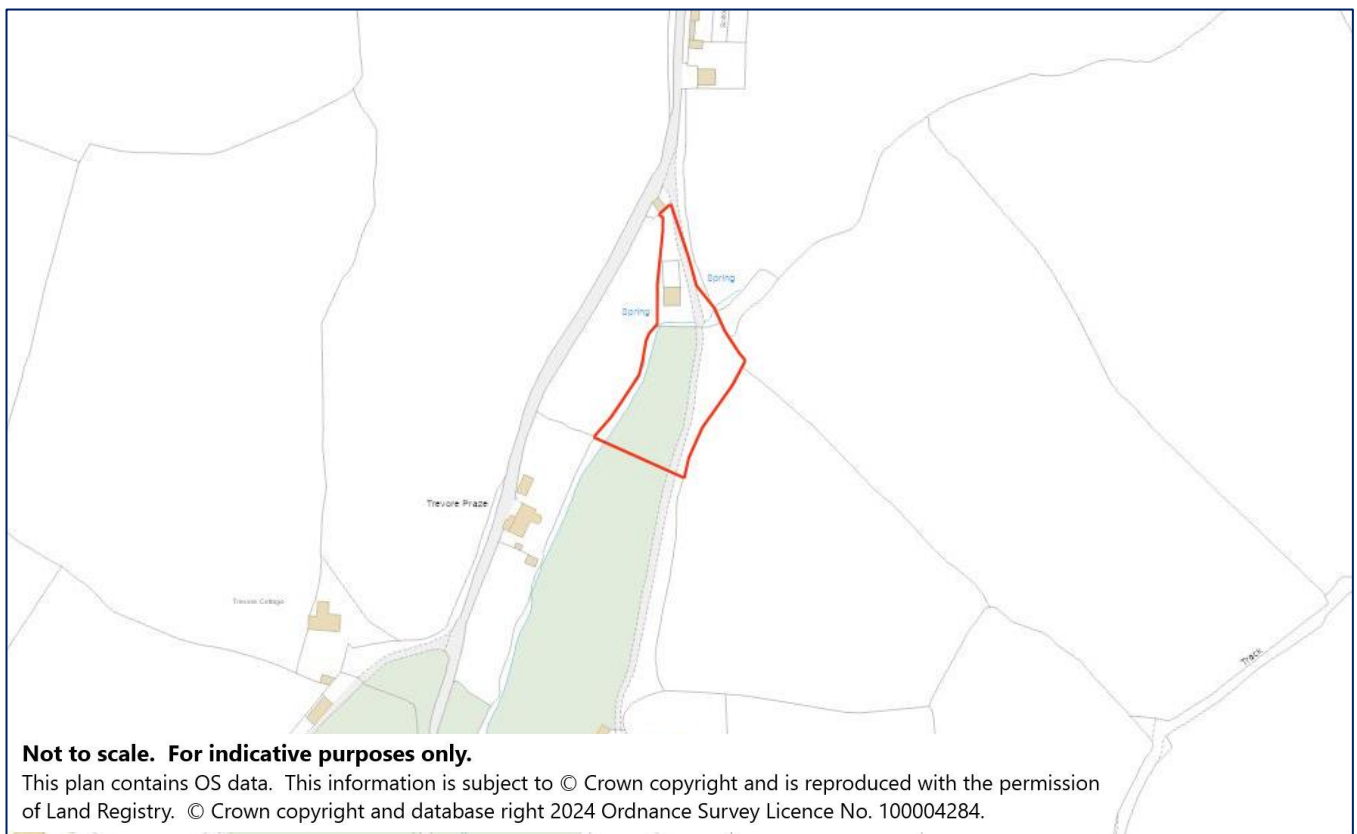 Spring
Spring
Trevore Praze
Trevone Cottage
Track
Not to scale. For indicative purposes only.
This plan contains OS data. This information is subject to © Crown copyright and is reproduced with the permission
of Land Registry. © Crown copyright and database right 2024 Ordnance Survey Licence No. 100004284.